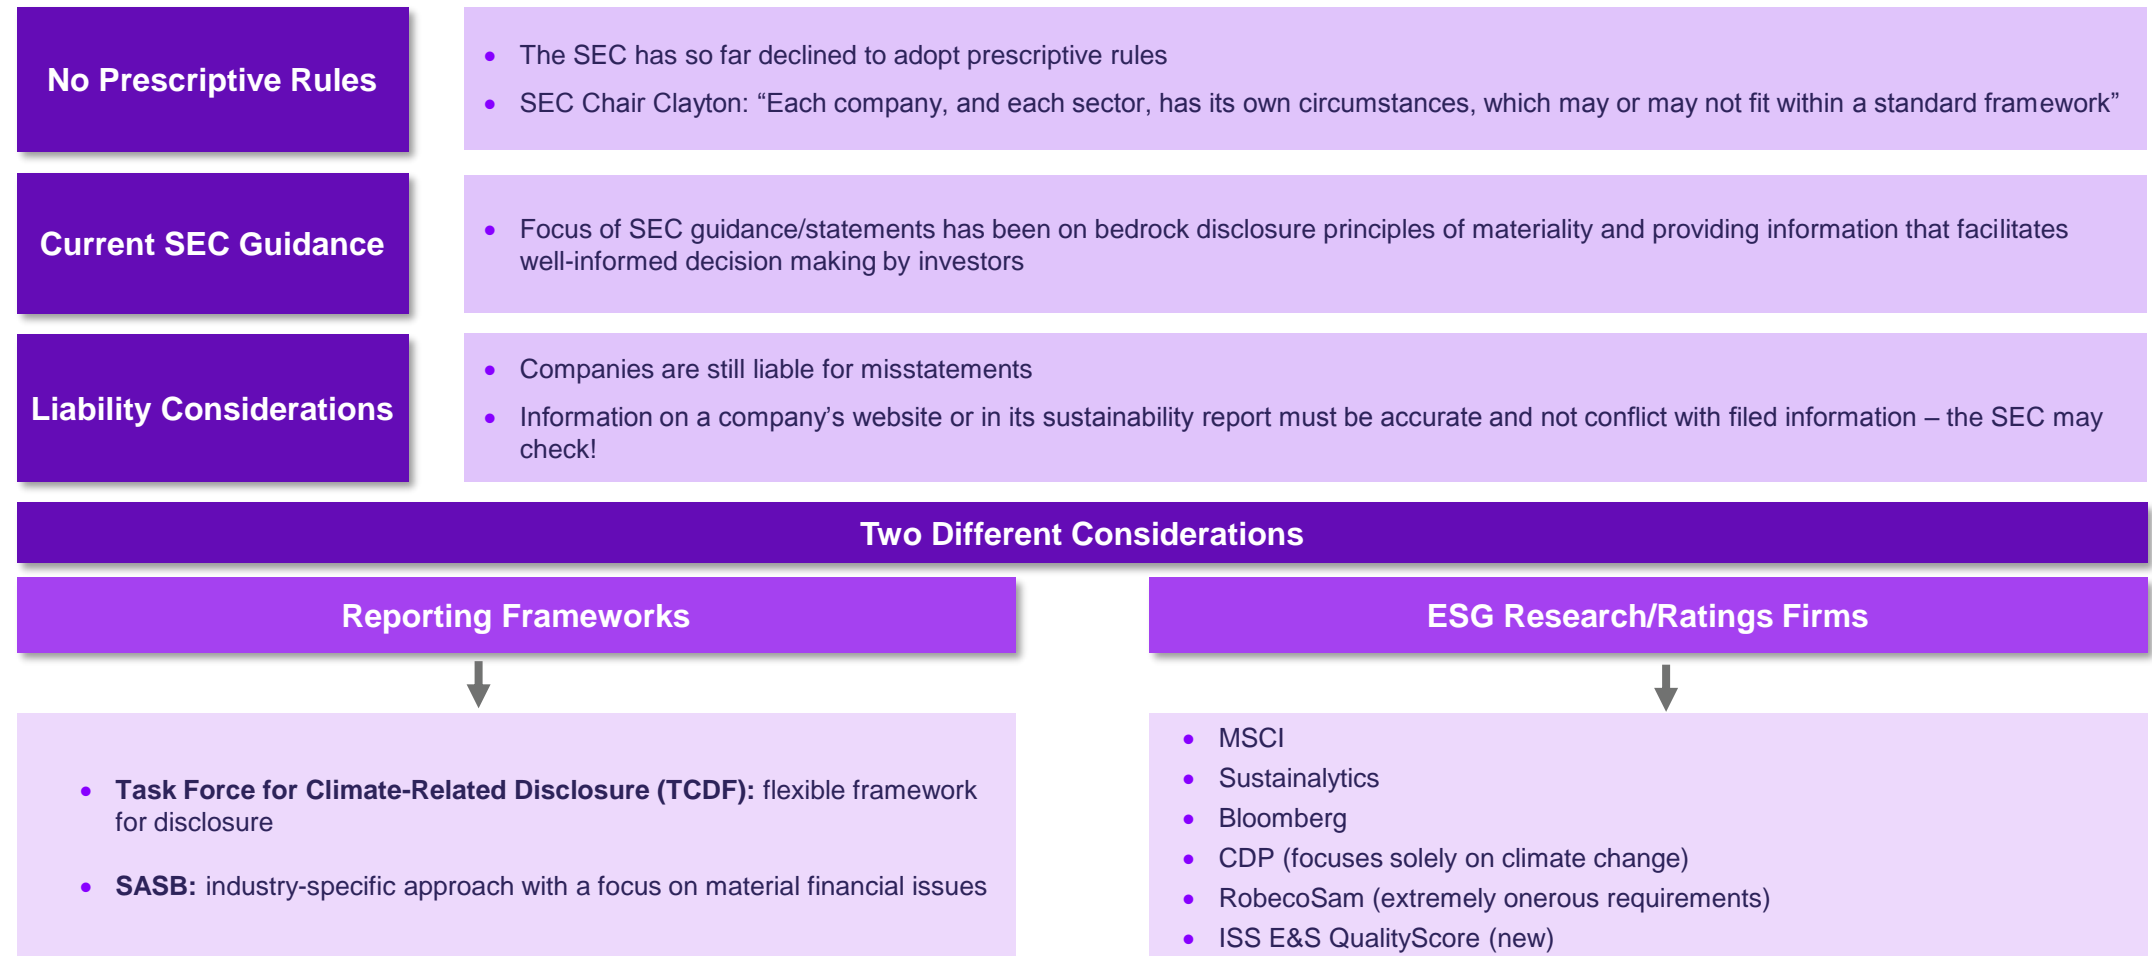 No Prescriptive Rules
• The SEC has so far declined to adopt prescriptive rules
• SEC Chair Clayton: “Each company, and each sector, has its own circumstances, which may or may not fit within a standard framework”
Current SEC Guidance
• Focus of SEC guidance/statements has been on bedrock disclosure principles of materiality and providing information that facilitates
well-informed decision making by investors
Liability Considerations
• Companies are still liable for misstatements
• Information on a company’s website or in its sustainability report must be accurate and not conflict with filed information – the SEC may
check!
Two Different Considerations
Reporting Frameworks
• Task Force for Climate-Related Disclosure (TCDF): flexible framework
for disclosure
• SASB: industry-specific approach with a focus on material financial issues
ESG Research/Ratings Firms
• MSCI
• Sustainalytics
• Bloomberg
• CDP (focuses solely on climate change)
• RobecoSam (extremely onerous requirements)
• ISS E&S QualityScore (new)